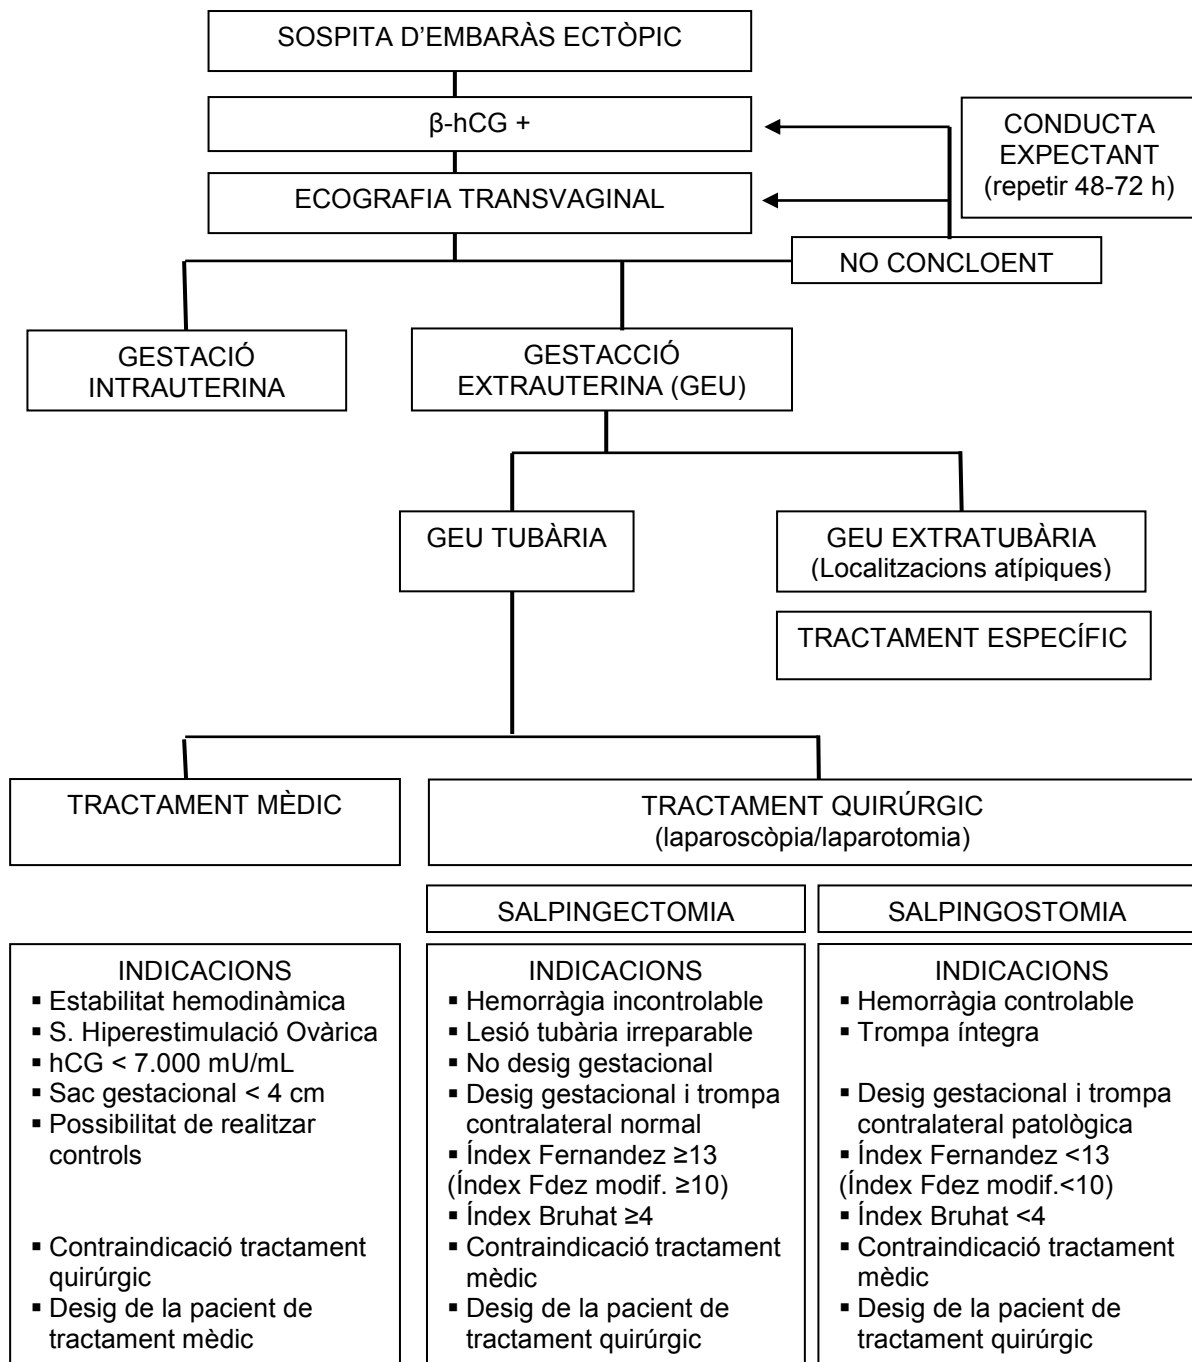 SOSPITA D'EMBARÀS ECTÒPIC
β-hCG +
CONDUCTA
EXPECTANT
(repetir 48-72 h)
ECOGRAFIA TRANSVAGINAL
NO CONCLOENT
GESTACIÓ
INTRAUTERINA
GESTACCIÓ
EXTRAUTERINA (GEU)
GEU TUBÀRIA
GEU EXTRATUBÀRIA
(Localitzacions atípiques)
TRACTAMENT ESPECÍFIC
TRACTAMENT MÈDIC
TRACTAMENT QUIRÚRGIC
(laparoscòpia/laparotomia)
SALPINGECTOMIA
SALPINGOSTOMIA
INDICACIONS
▪ Estabilitat hemodinàmica
▪ S. Hiperestimulació Ovàrica
▪ hCG < 7.000 mU/mL
▪ Sac gestacional < 4 cm
▪ Possibilitat de realitzar
controls
▪ Contraindicació tractament
quirúrgic
▪ Desig de la pacient de
tractament mèdic
INDICACIONS
▪ Hemorràgia incontrolable
▪ Lesió tubària irreparable
▪ No desig gestacional
▪ Desig gestacional i trompa
contralateral normal
▪ Índex Fernandez ≥13
(Índex Fdez modif. ≥10)
▪ Índex Bruhat ≥4
▪ Contraindicació tractament
mèdic
▪ Desig de la pacient de
tractament quirúrgic
INDICACIONS
▪ Hemorràgia controlable
▪ Trompa íntegra
▪ Desig gestacional i trompa
contralateral patològica
▪ Índex Fernandez <13
(Índex Fdez modif.<10)
▪ Índex Bruhat <4
▪ Contraindicació tractament
mèdic
▪ Desig de la pacient de
tractament quirúrgic